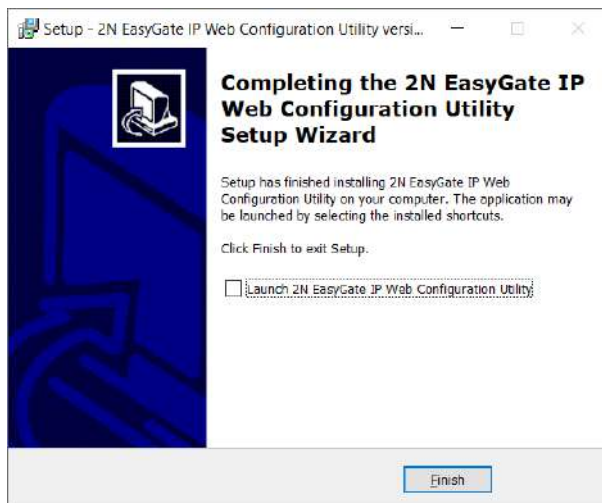 Setup - 2N EasyGate IP Web Configuration Utility versi...
Completing the 2N EasyGate IP
Web Configuration Utility
Setup Wizard
Setup has finished installing 2N EasyGate IP Web
Configuration Utility on your computer. The application may
be launched by selecting the installed shortcuts.
Click Finish to exit Setup.
Launch 2N EasyGate IP Web Configuration Utility
Finish